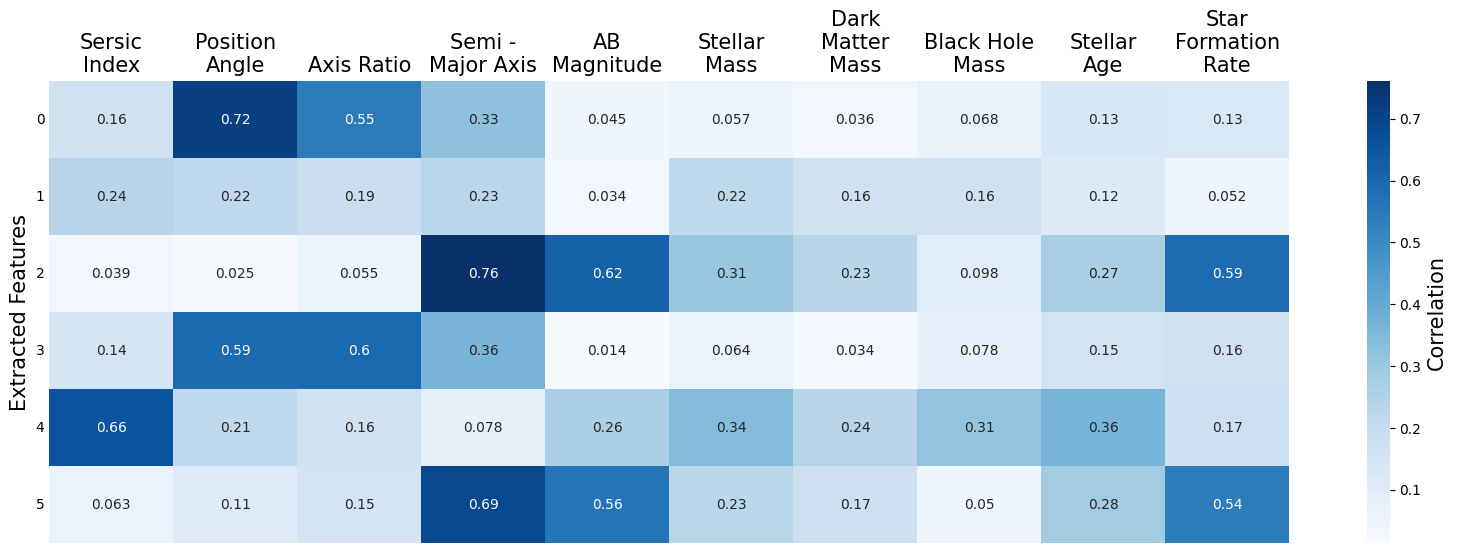 Sersic Index
Position Angle
Axis Ratio
Semi - Major Axis
AB Magnitude
Stellar Mass
Dark Matter Mass
Black Hole Mass
Stellar Age
Star Formation Rate
Extracted Features
0 0.16 0.72 0.55 0.33 0.045 0.057 0.036 0.068 0.13 0.13
1 0.24 0.22 0.19 0.23 0.034 0.22 0.16 0.16 0.12 0.052
2 0.039 0.025 0.055 0.76 0.62 0.31 0.23 0.098 0.27 0.59
3 0.14 0.59 0.6 0.36 0.014 0.064 0.034 0.078 0.15 0.16
4 0.66 0.21 0.16 0.078 0.26 0.34 0.24 0.31 0.36 0.17
5 0.063 0.11 0.15 0.69 0.56 0.23 0.17 0.05 0.28 0.54
0.7
0.6
0.5
0.4
0.3
0.2
0.1
Correlation